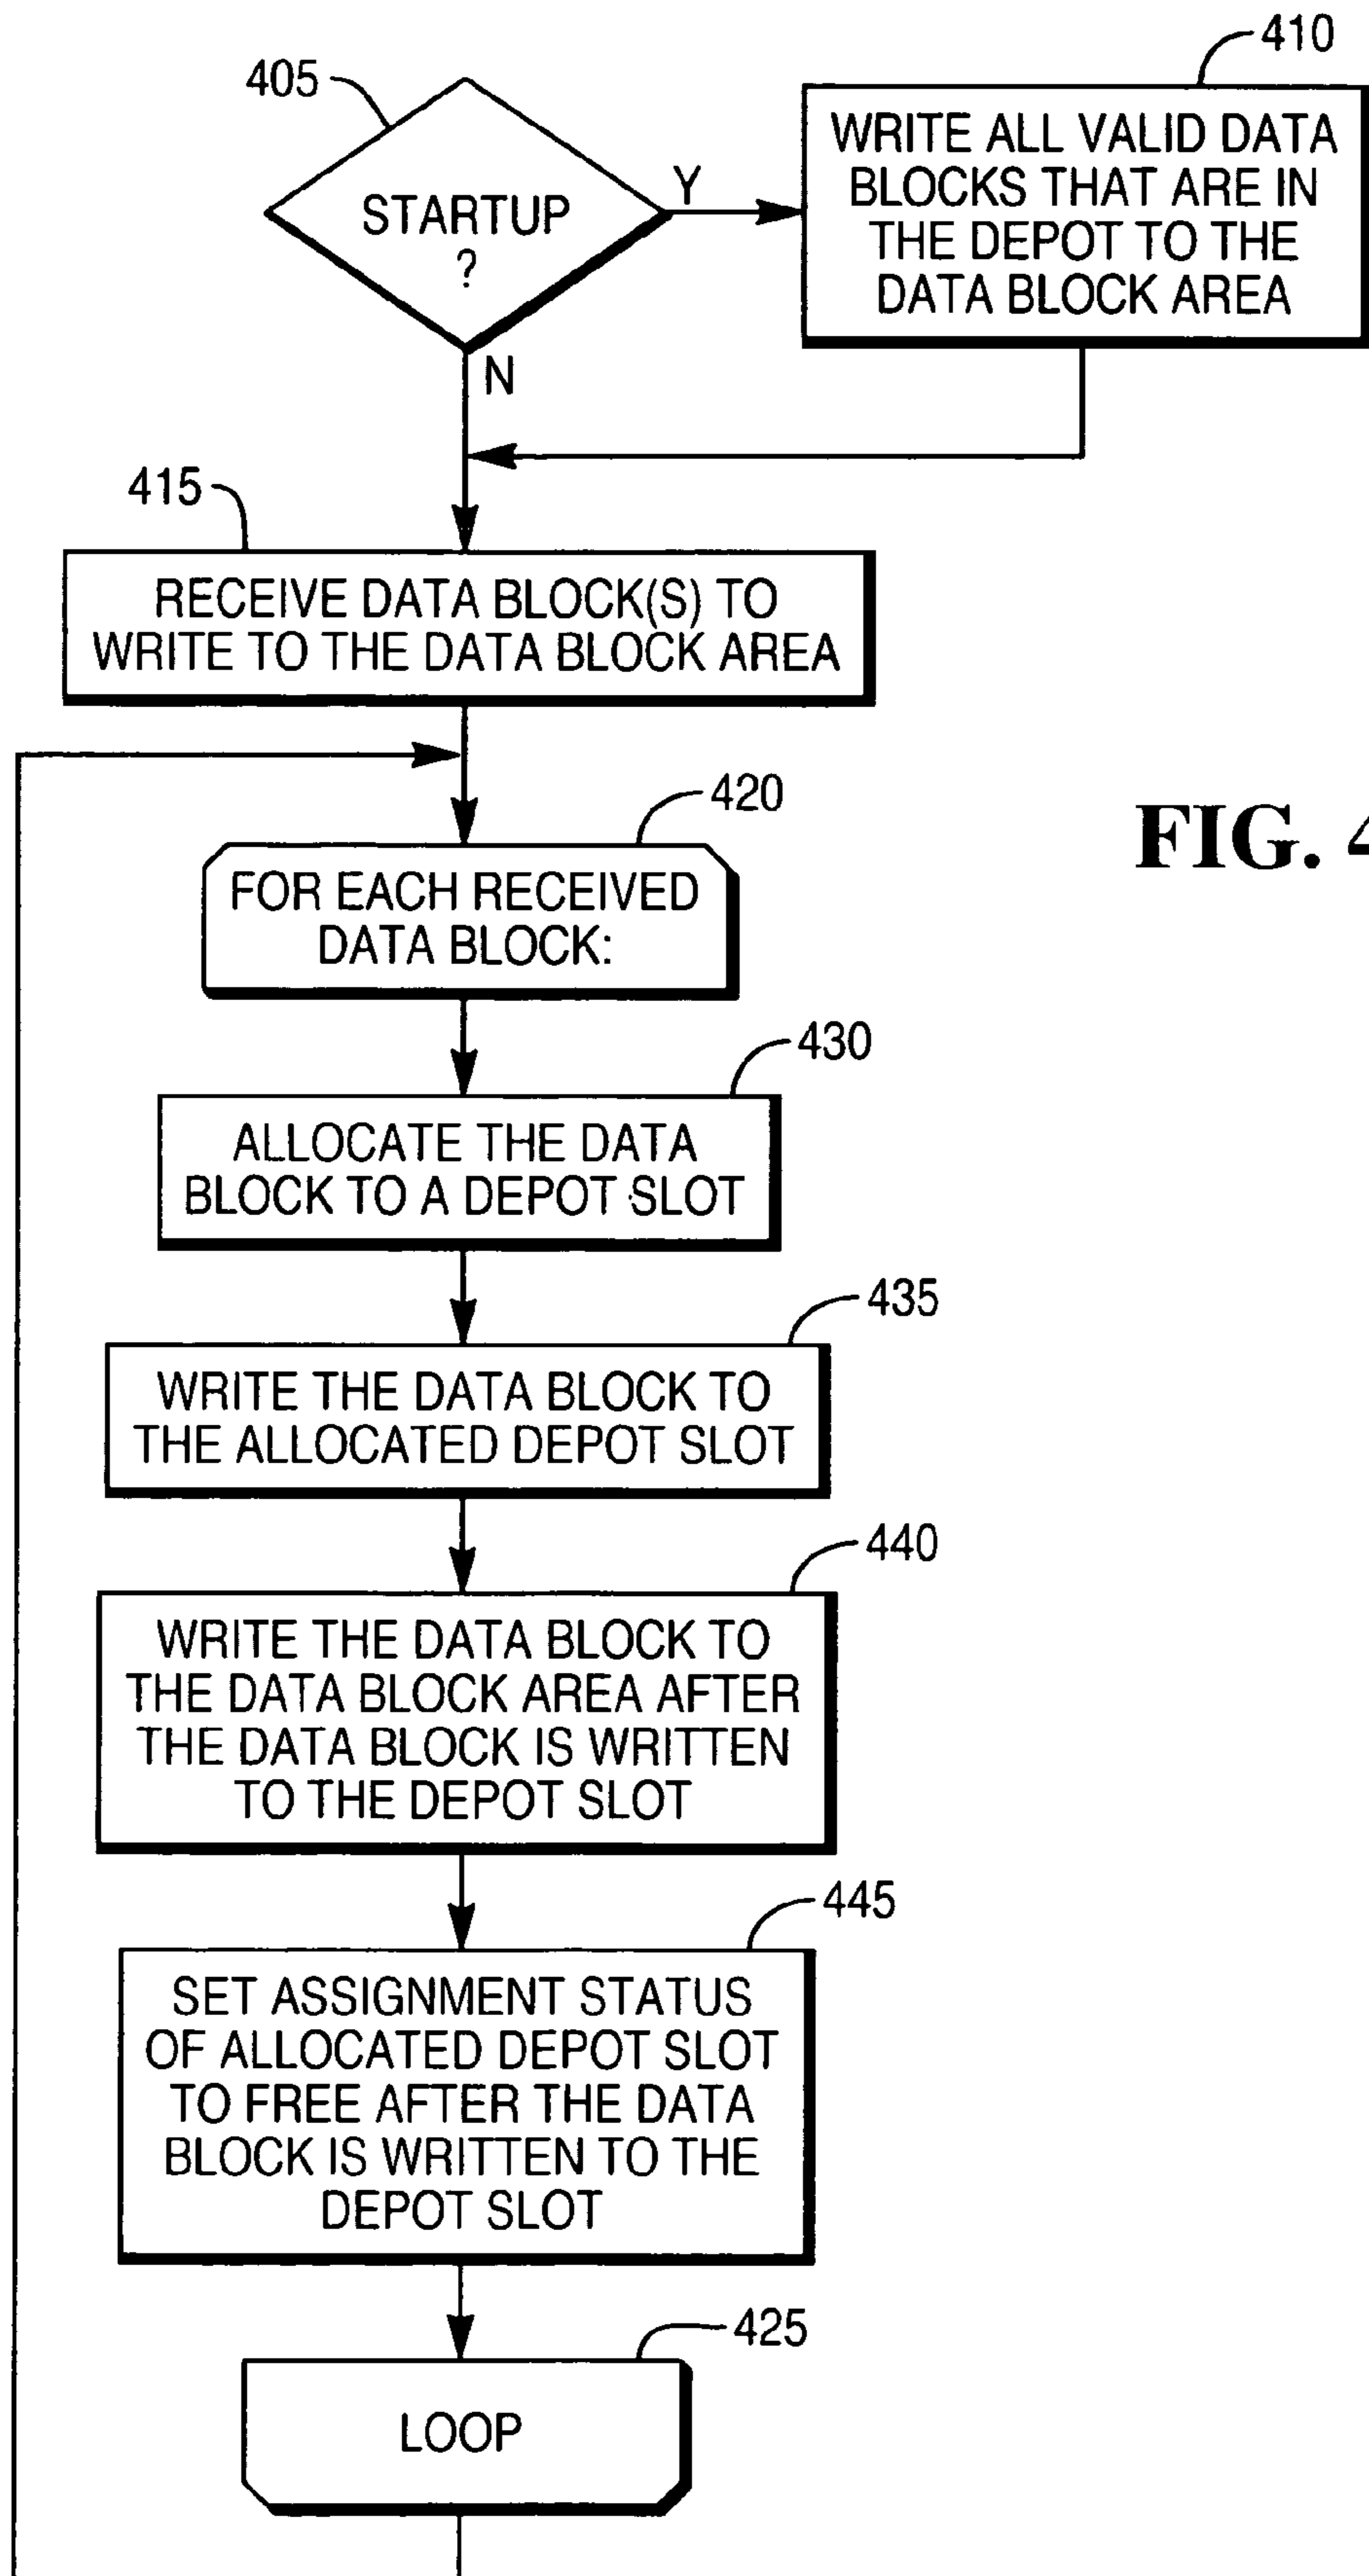 405
STARTUP
?
Y
N
410
WRITE ALL VALID DATA
BLOCKS THAT ARE IN
THE DEPOT TO THE
DATA BLOCK AREA
415
RECEIVE DATA BLOCK(S) TO
WRITE TO THE DATA BLOCK AREA
420
FOR EACH RECEIVED
DATA BLOCK:
FIG. 4
430
ALLOCATE THE DATA
BLOCK TO A DEPOT SLOT
435
WRITE THE DATA BLOCK TO
THE ALLOCATED DEPOT SLOT
440
WRITE THE DATA BLOCK TO
THE DATA BLOCK AREA AFTER
THE DATA BLOCK IS WRITTEN
TO THE DEPOT SLOT
445
SET ASSIGNMENT STATUS
OF ALLOCATED DEPOT SLOT
TO FREE AFTER THE DATA
BLOCK IS WRITTEN TO THE
DEPOT SLOT
425
LOOP